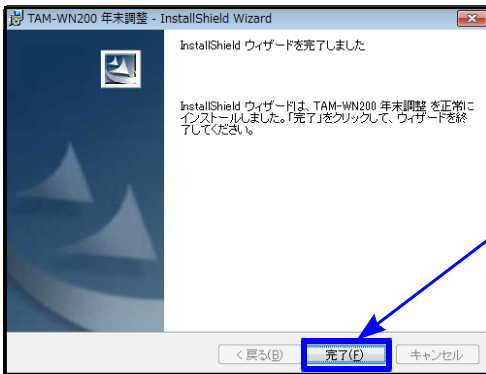 TAM-WN200 年末調整 - InstallShield Wizard
InstallShield ウィザードを完了しました
InstallShield ウィザードは、TAM-WN200 年末調整 を正常に
インストールしました。「完了」をクリックして、ウィザードを終
了してください。
< 戻る(B)
完了(F)
キャンセル